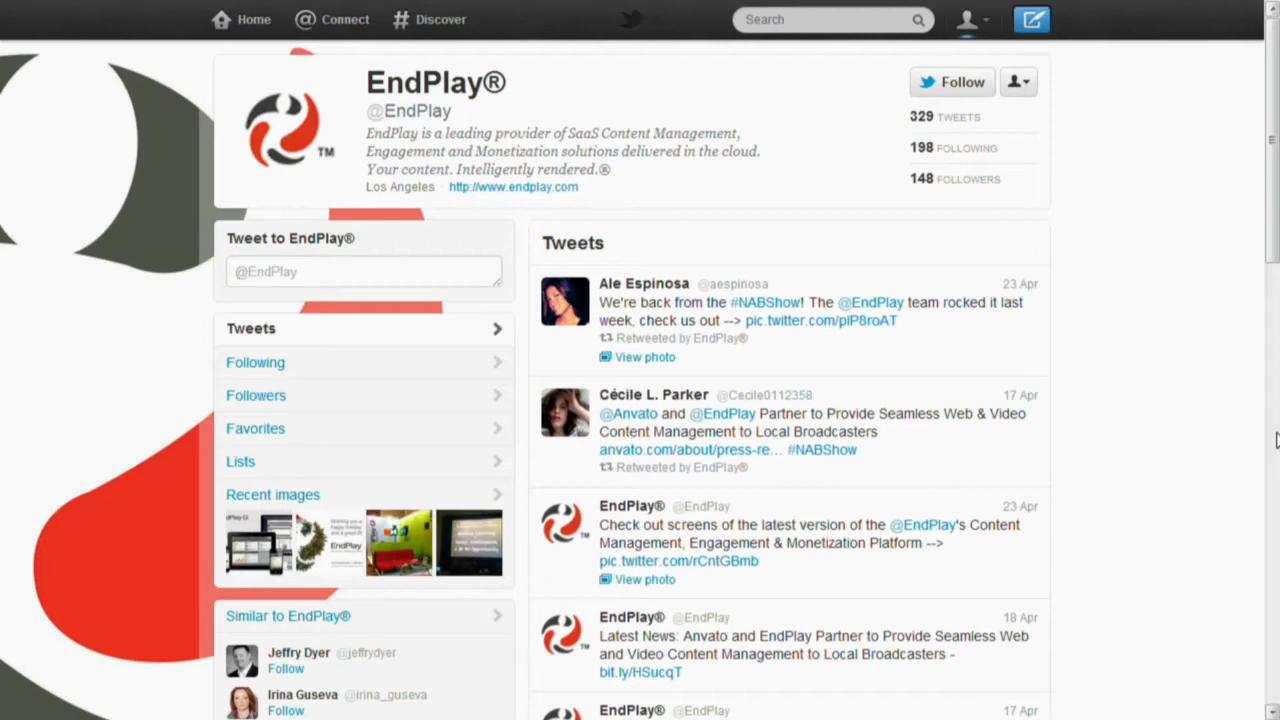 Home
Connect
Discover
Search
EndPlay®
@EndPlay
EndPlay is a leading provider of SaaS Content Management,
Engagement and Monetization solutions delivered in the cloud.
Your content. Intelligently rendered.®
Los Angeles · http://www.endplay.com
TM
Follow
329 TWEETS
198 FOLLOWING
148 FOLLOWERS
Tweet to EndPlay®
@EndPlay
Tweets
Following
Followers
Favorites
Lists
Recent images
Similar to EndPlay®
Jeffry Dyer @jeffrydyer
Follow
Irina Guseva @irina_guseva
Follow
Tweets
Ale Espinosa @aespinosa 23 Apr
We're back from the #NABShow! The @EndPlay team rocked it last
week, check us out --> pic.twitter.com/pIP8roAT
Retweeted by EndPlay®
View photo
Cécile L. Parker @Cecile0112358 17 Apr
@Anvato and @EndPlay Partner to Provide Seamless Web & Video
Content Management to Local Broadcasters
anvato.com/about/press-re… #NABShow
Retweeted by EndPlay®
EndPlay® @EndPlay 23 Apr
Check out screens of the latest version of the @EndPlay's Content
Management, Engagement & Monetization Platform -->
pic.twitter.com/rCntGBmb
View photo
EndPlay® @EndPlay 18 Apr
Latest News: Anvato and EndPlay Partner to Provide Seamless Web
and Video Content Management to Local Broadcasters -
bit.ly/HSucqT
EndPlay® @EndPlay 17 Apr